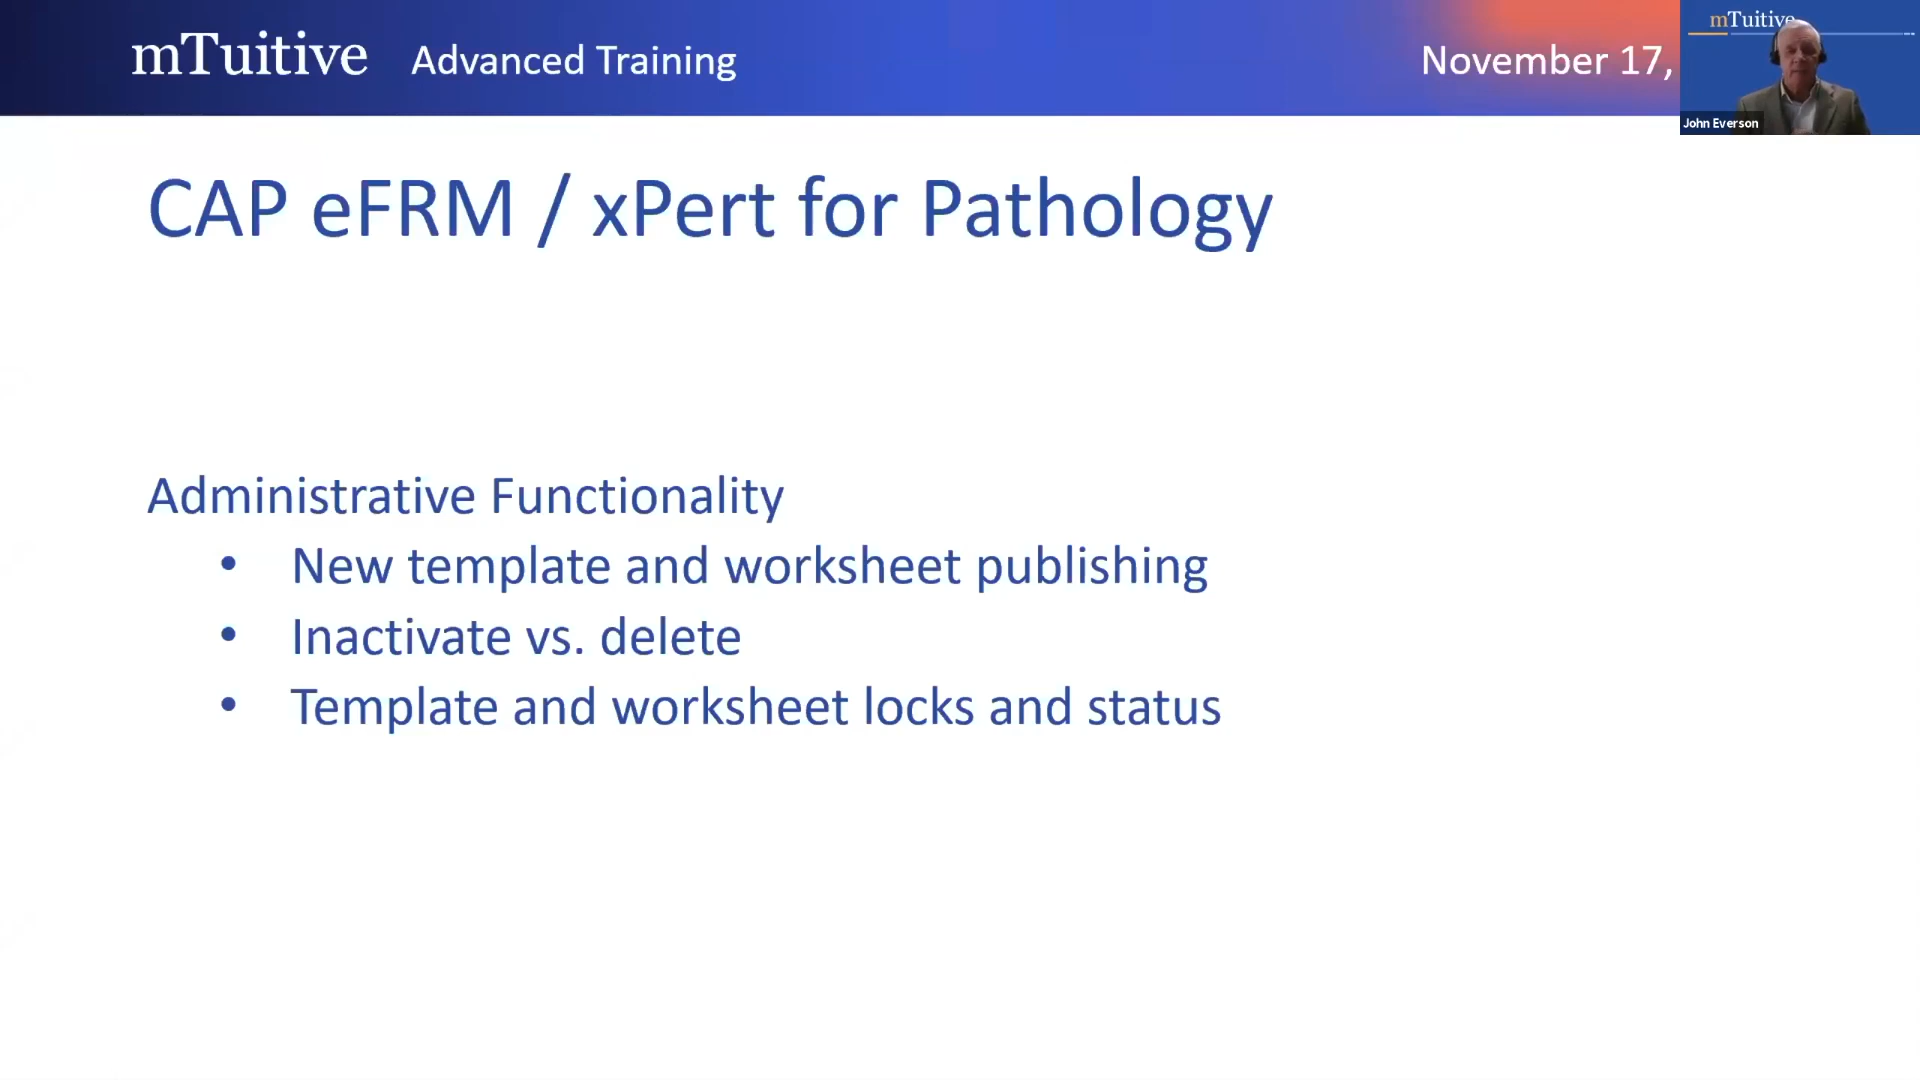 mTuitive Advanced Training
November 17,
mTuitive
John Everson
CAP eFRM / xPert for Pathology
Administrative Functionality
• New template and worksheet publishing
• Inactivate vs. delete
• Template and worksheet locks and status